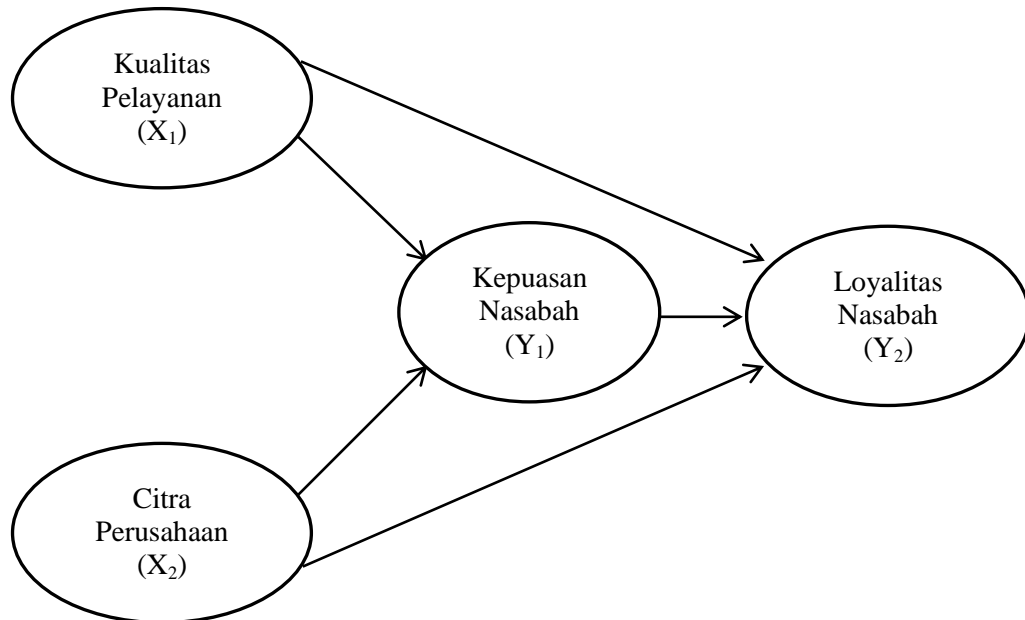 Kualitas
Pelayanan
(X₁)
Kepuasan
Nasabah
(Y₁)
Loyalitas
Nasabah
(Y₂)
Citra
Perusahaan
(X₂)